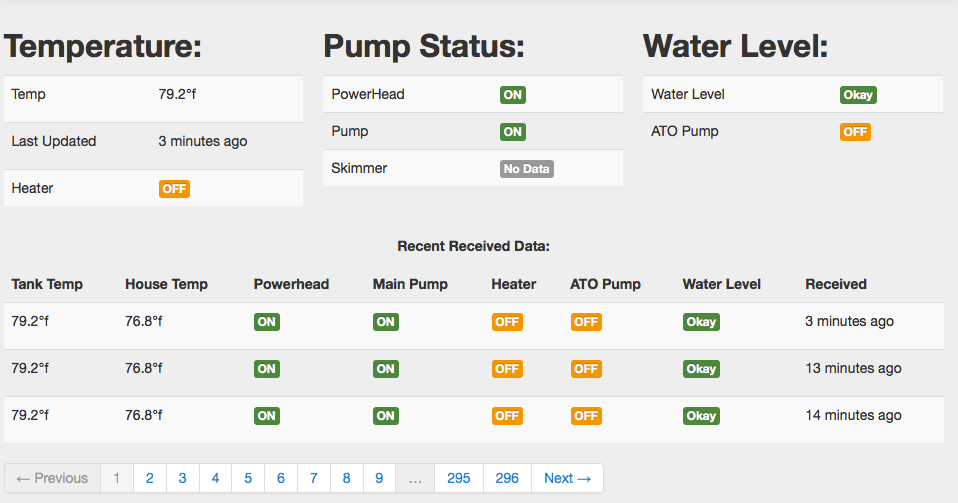 Temperature:
Temp 79.2°f
Last Updated 3 minutes ago
Heater OFF
Pump Status:
PowerHead ON
Pump ON
Skimmer No Data
Water Level:
Water Level Okay
ATO Pump OFF
Recent Received Data:
Tank Temp House Temp Powerhead Main Pump Heater ATO Pump Water Level Received
79.2°f 76.8°f ON ON OFF OFF Okay 3 minutes ago
79.2°f 76.8°f ON ON OFF OFF Okay 13 minutes ago
79.2°f 76.8°f ON ON OFF OFF Okay 14 minutes ago
← Previous 1 2 3 4 5 6 7 8 9 … 295 296 Next →